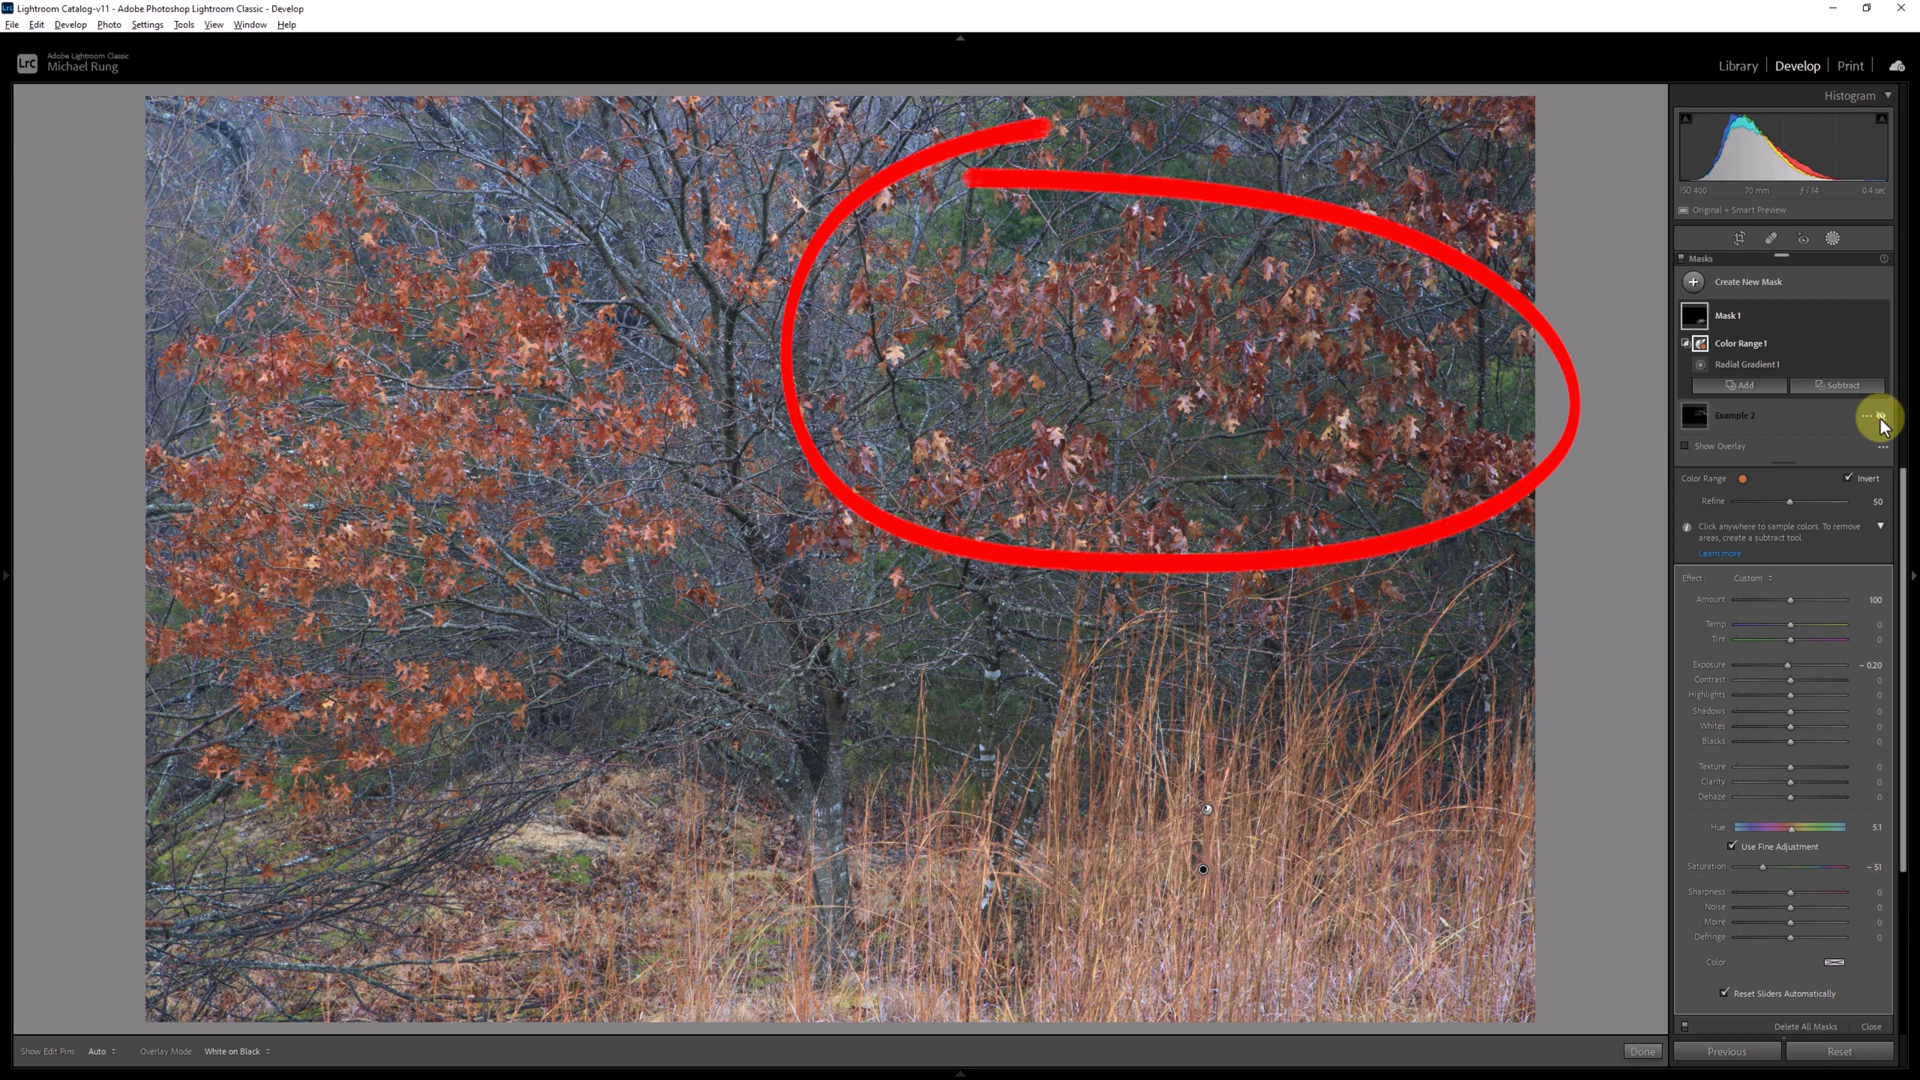 Lightroom Catalog-v11 - Adobe Photoshop Lightroom Classic - Develop
File Edit Develop Photo Settings Tools View Window Help
LrC Adobe Lightroom Classic
Michael Rung
Library | Develop | Print |
Histogram
ISO 400 70 mm ƒ / 14 0.4 sec
Original + Smart Preview
Masks
Create New Mask
Mask 1
Color Range 1
Radial Gradient 1
Add Subtract
Example 2
Show Overlay
Color Range Invert
Refine 50
Click anywhere to sample colors. To remove
areas, create a subtract tool.
Learn more
Effect : Custom
Amount 100
Temp 0
Tint 0
Exposure - 0.20
Contrast 0
Highlights 0
Shadows 0
Whites 0
Blacks 0
Texture 0
Clarity 0
Dehaze 0
Hue 5.1
Use Fine Adjustment
Saturation - 51
Sharpness 0
Noise 0
Moiré 0
Defringe 0
Color
Reset Sliders Automatically
Delete All Masks Close
Show Edit Pins: Auto Overlay Mode: White on Black Done Previous Reset